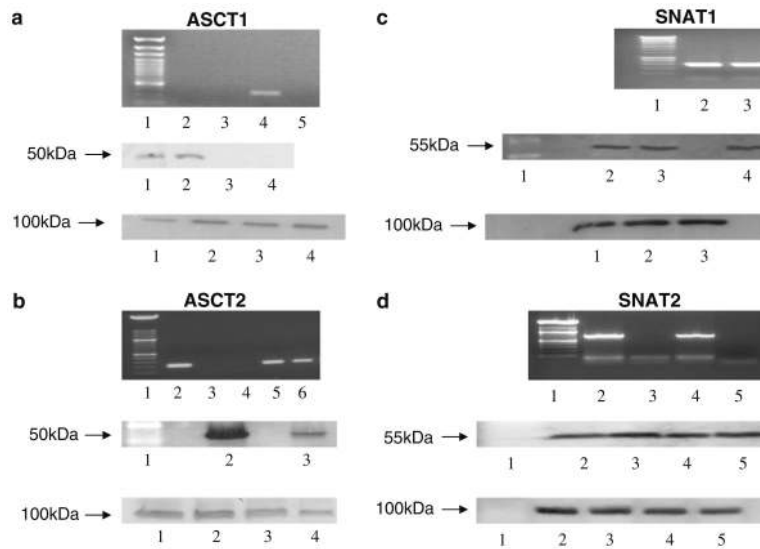 a
ASCT1
1 2 3 4 5
50kDa
1 2 3 4
100kDa
1 2 3 4
b
ASCT2
1 2 3 4 5 6
50kDa
1 2 3
100kDa
1 2 3 4
c
SNAT1
1 2 3
55kDa
1 2 3 4
100kDa
1 2 3
d
SNAT2
1 2 3 4 5
55kDa
1 2 3 4 5
100kDa
1 2 3 4 5